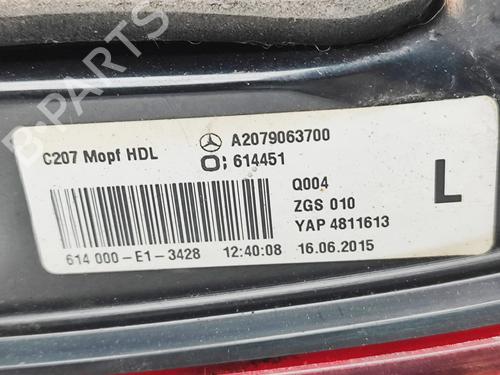 C207 Mopf HDL
A2079063700
614451
Q004
ZGS 010
YAP 4811613
L
614 000-E1-3428 12:40:08 16.06.2015
B-Parts